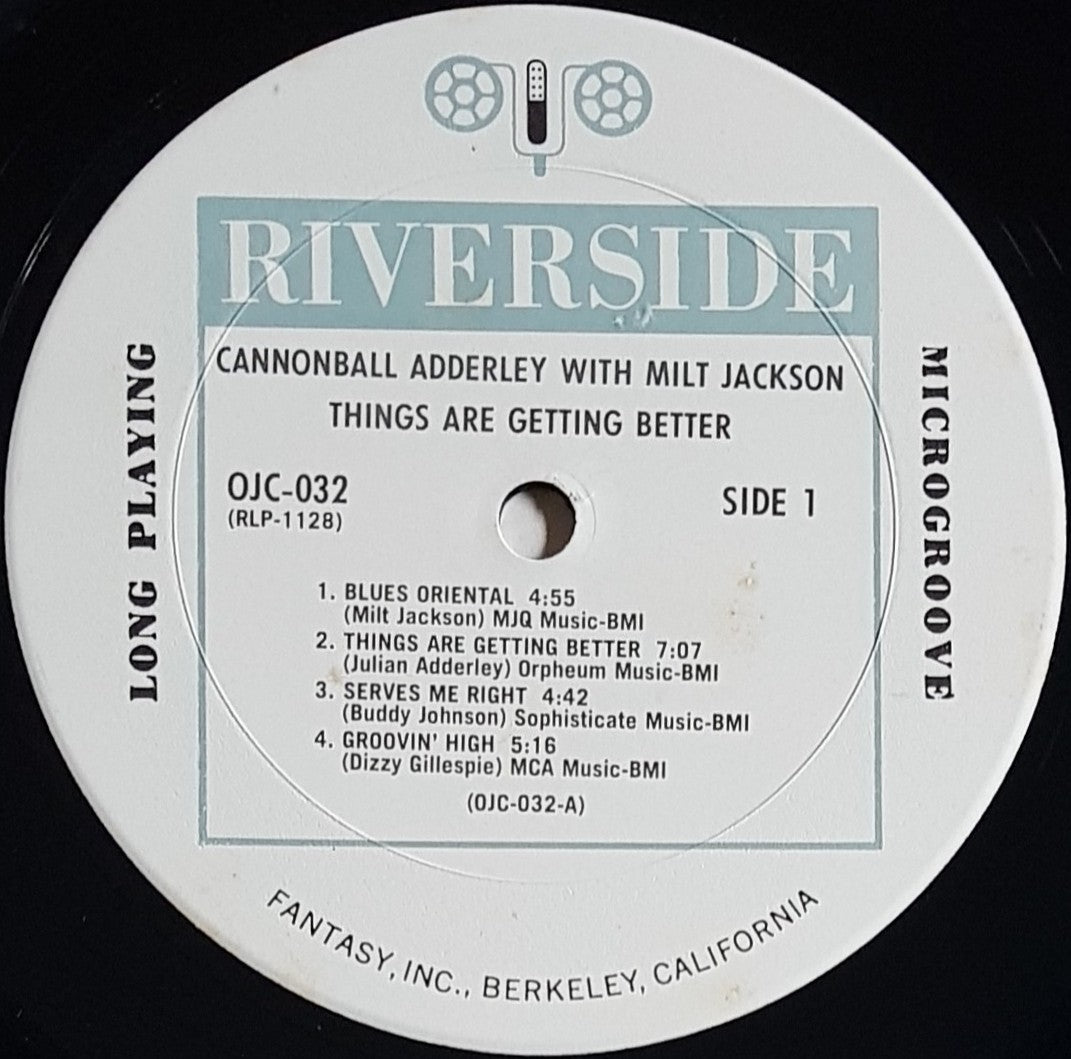 RIVERSIDE
CANNONBALL ADDERLEY WITH MILT JACKSON
THINGS ARE GETTING BETTER
LONG PLAYING
MICROGROOVE
OJC-032
(RLP-1128)
SIDE 1
1. BLUES ORIENTAL 4:55
(Milt Jackson) MJQ Music-BMI
2. THINGS ARE GETTING BETTER 7:07
(Julian Adderley) Orpheum Music-BMI
3. SERVES ME RIGHT 4:42
(Buddy Johnson) Sophisticate Music-BMI
4. GROOVIN' HIGH 5:16
(Dizzy Gillespie) MCA Music-BMI
(OJC-032-A)
FANTASY, INC., BERKELEY, CALIFORNIA